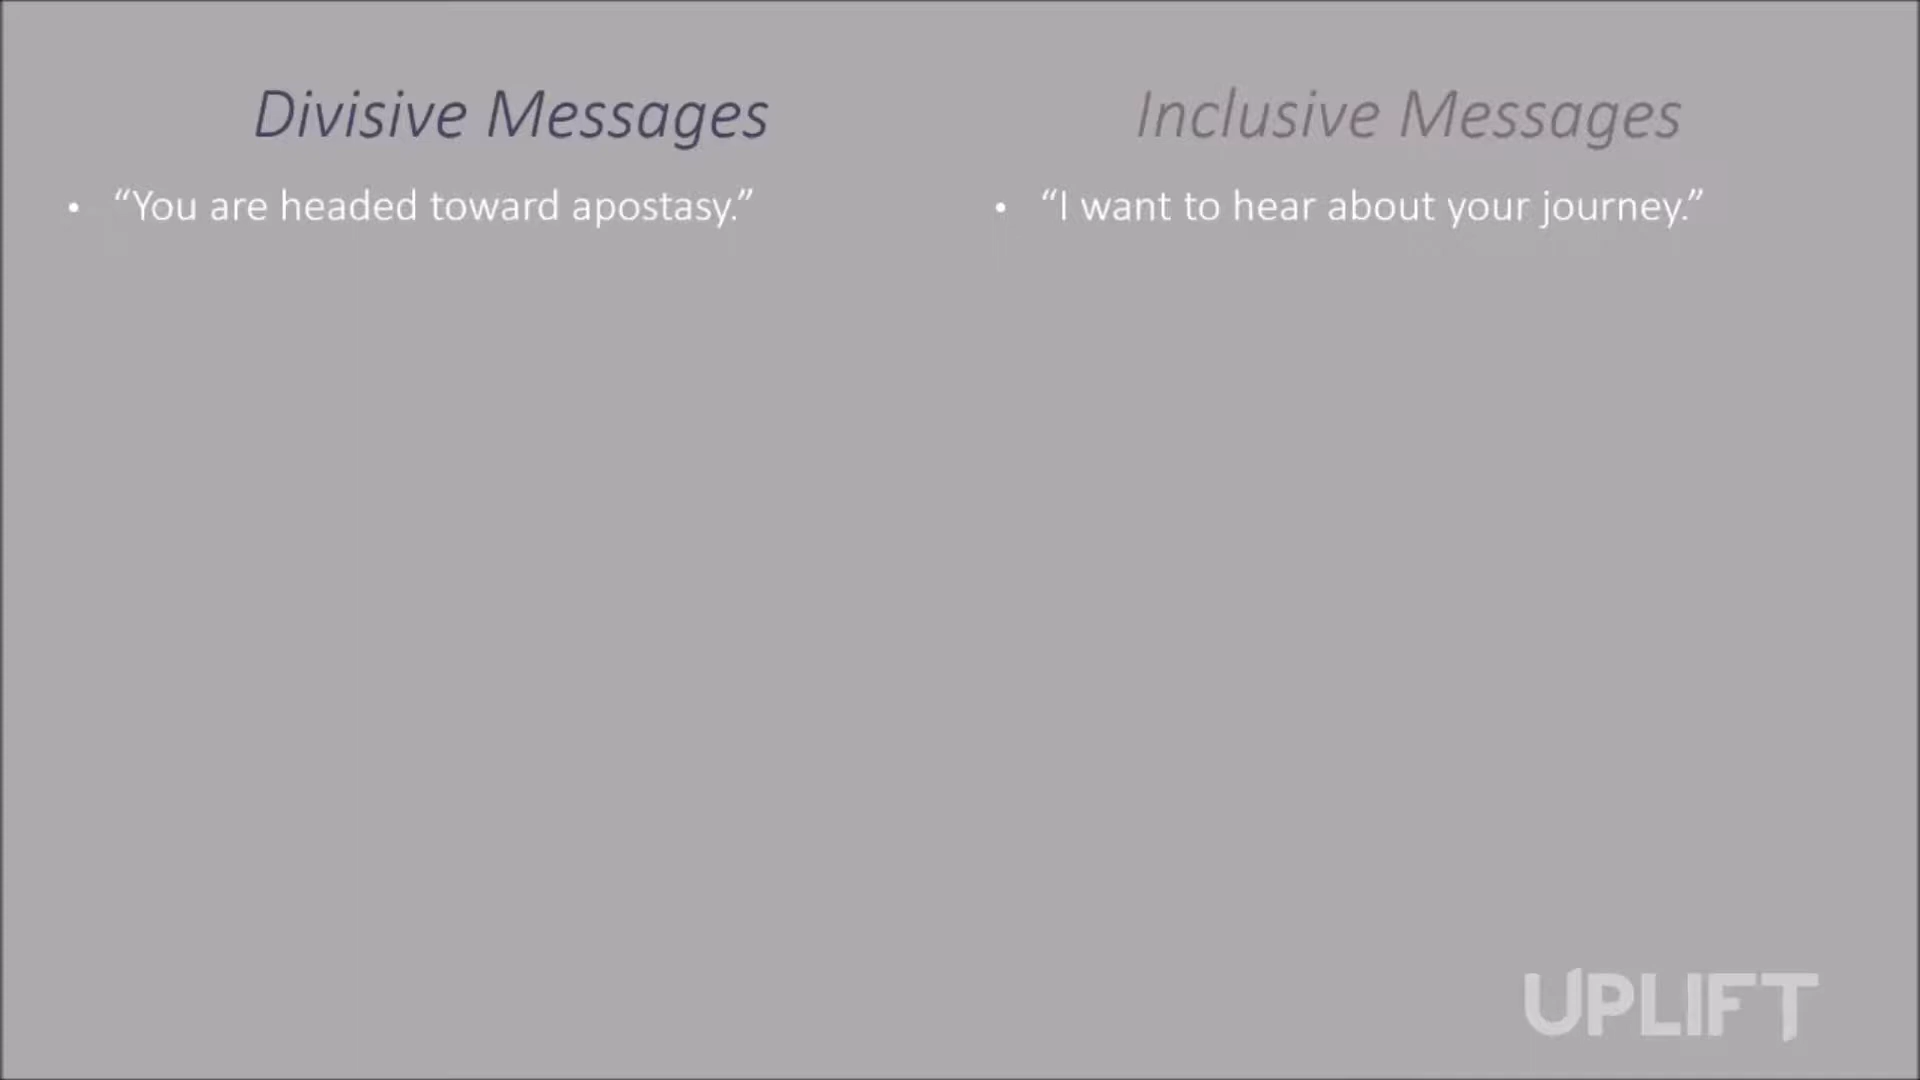 Divisive Messages
• “You are headed toward apostasy.”
Inclusive Messages
• “I want to hear about your journey.”
UPLIFT